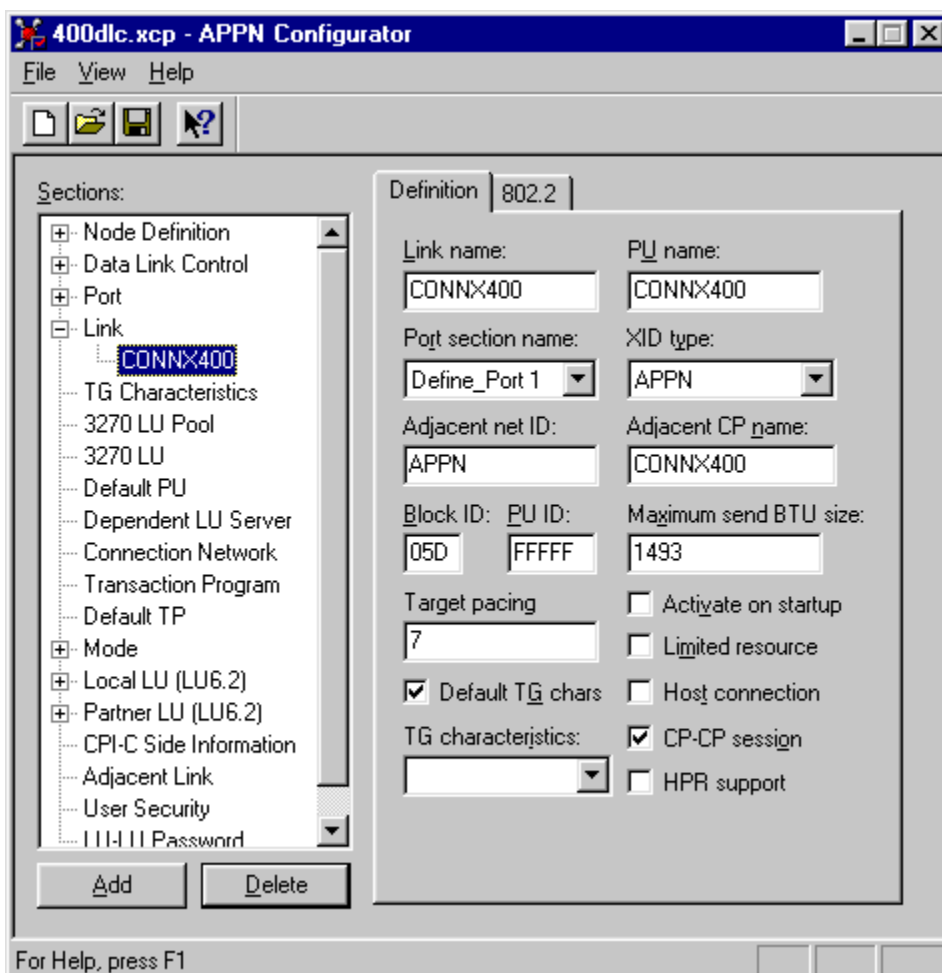 400dlc.xcp - APPN Configurator
File View Help
Sections:
Node Definition
Data Link Control
Port
Link
CONNX400
TG Characteristics
3270 LU Pool
3270 LU
Default PU
Dependent LU Server
Connection Network
Transaction Program
Default TP
Mode
Local LU (LU6.2)
Partner LU (LU6.2)
CPI-C Side Information
Adjacent Link
User Security
LU-LU Password
Add Delete
Definition 802.2
Link name: PU name:
CONNX400 CONNX400
Port section name: XID type:
Define_Port 1 APPN
Adjacent net ID: Adjacent CP name:
APPN CONNX400
Block ID: PU ID: Maximum send BTU size:
05D FFFFF 1493
Target pacing Activate on startup
7 Limited resource
Default TG chars Host connection
TG characteristics: CP-CP session
HPR support
For Help, press F1